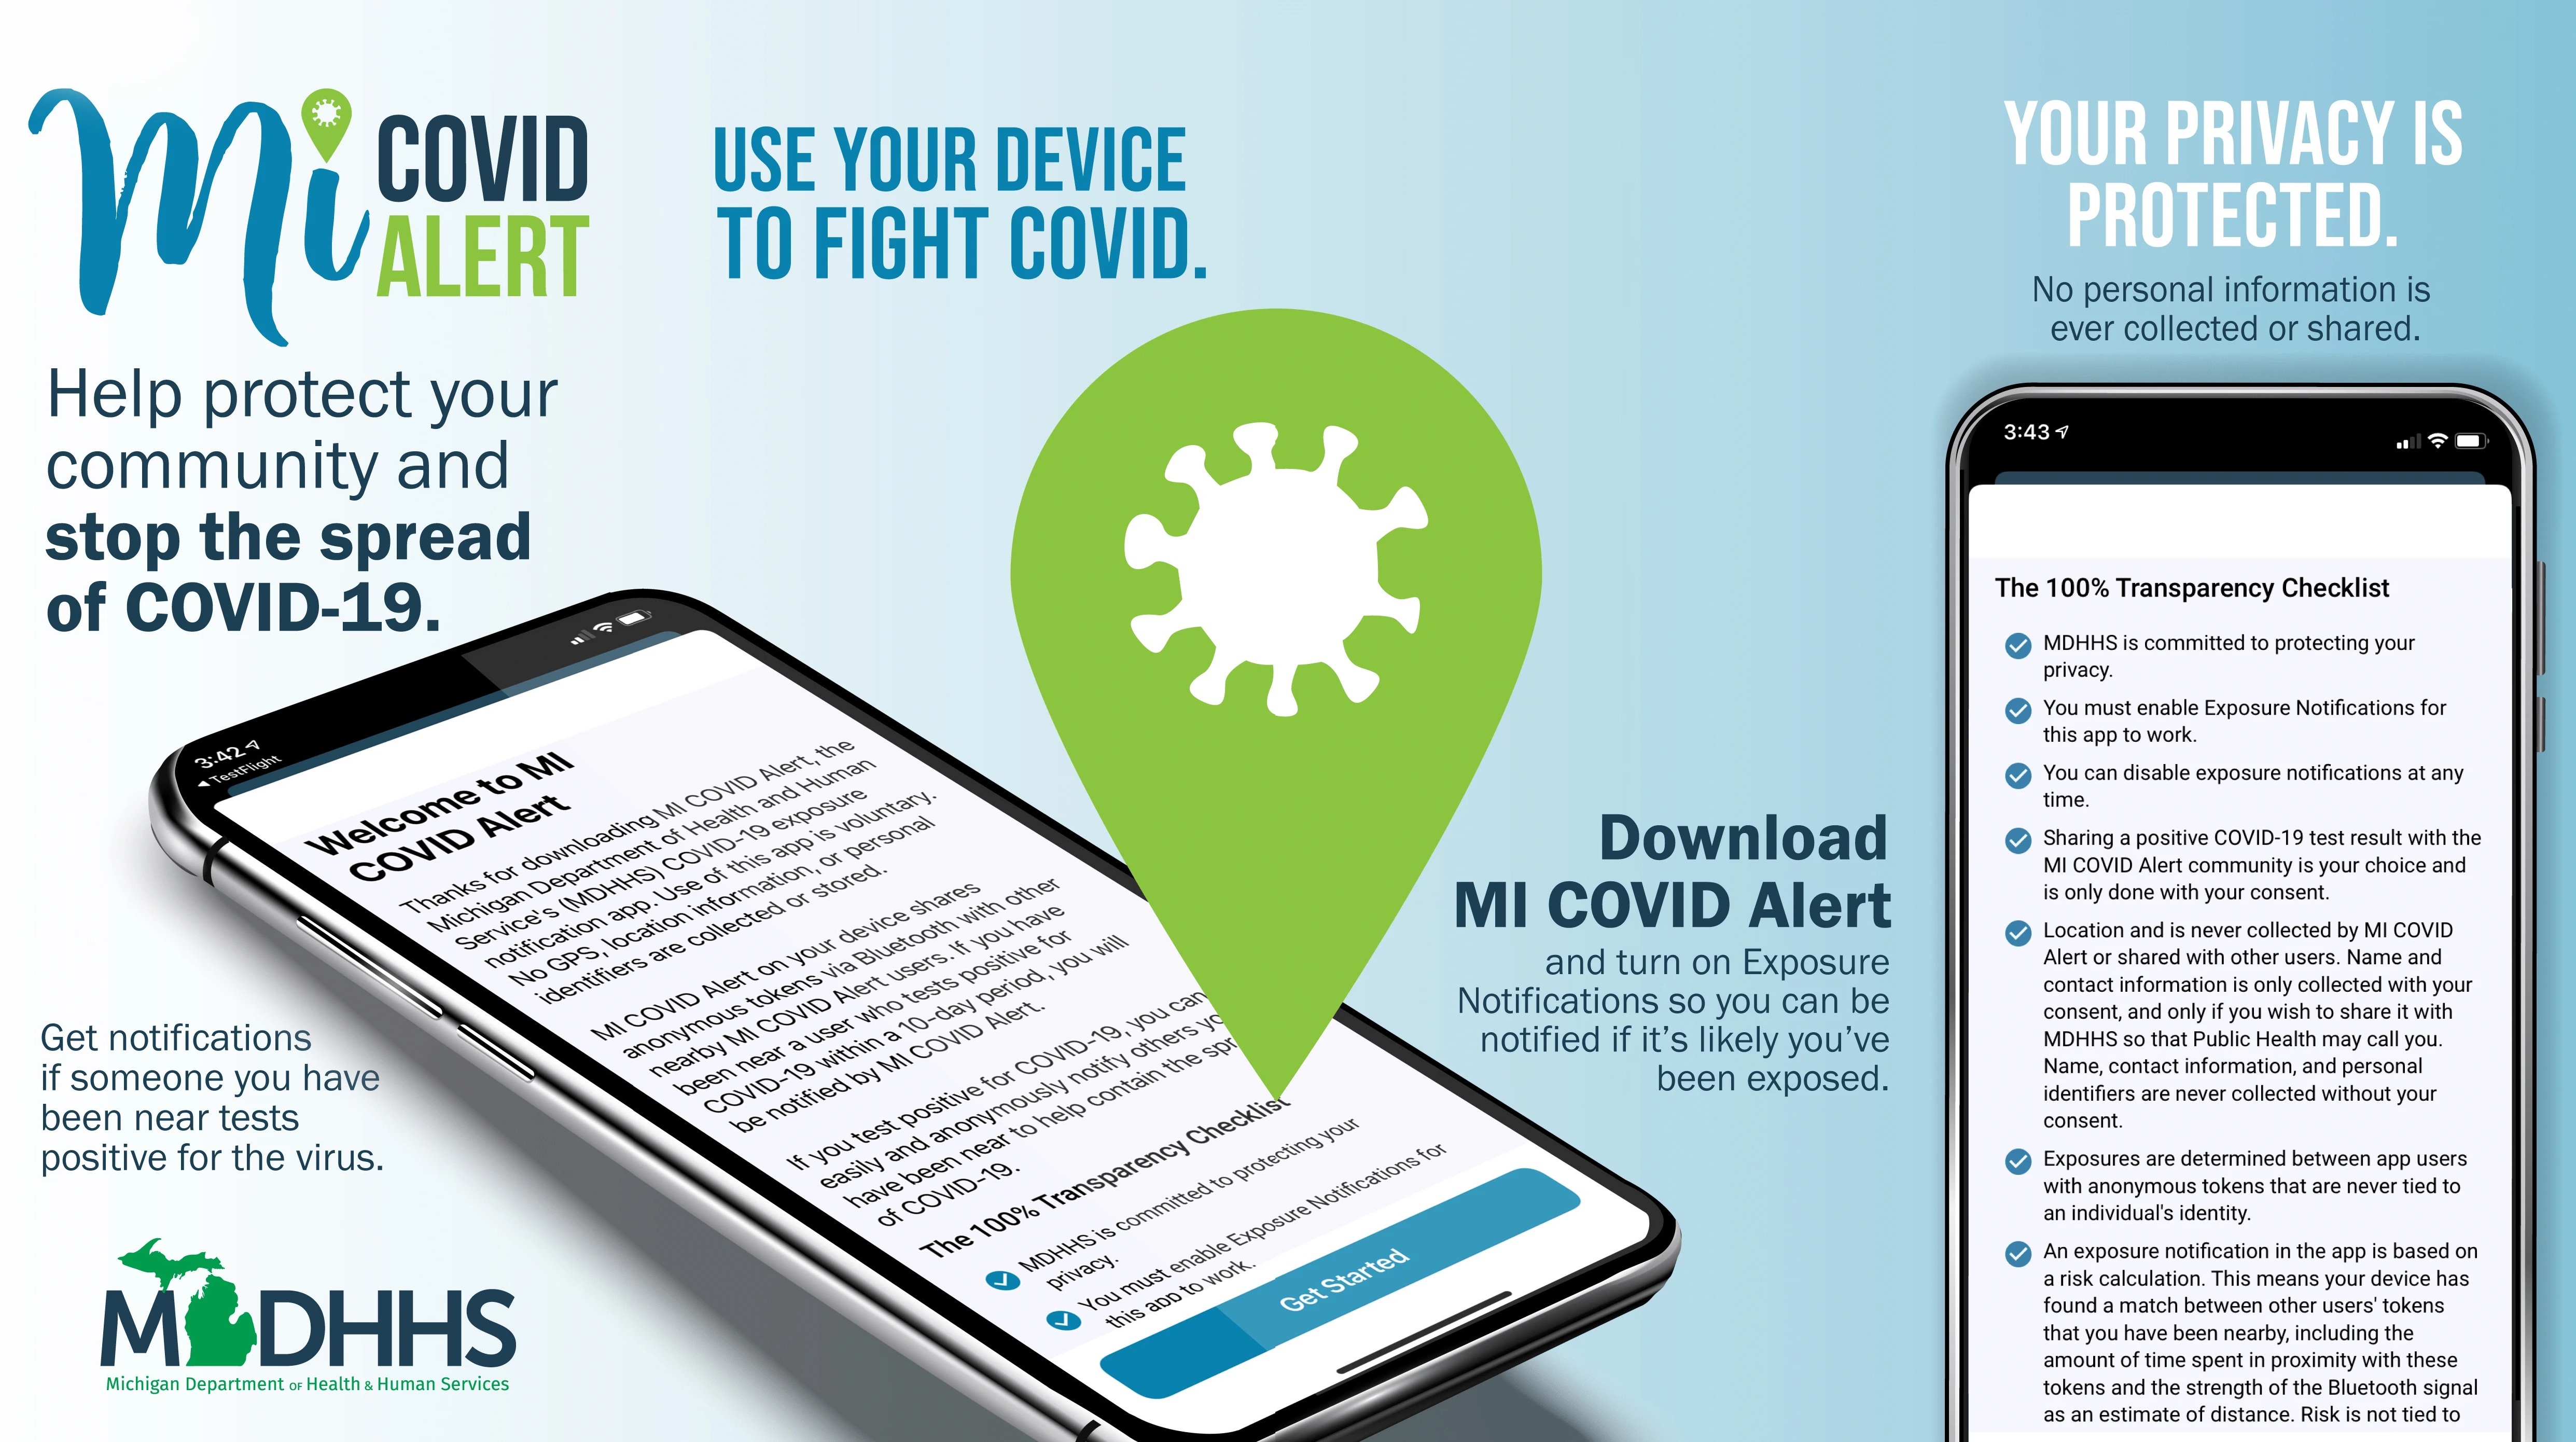 Mi COVID
ALERT
USE YOUR DEVICE
TO FIGHT COVID.
YOUR PRIVACY IS
PROTECTED.
No personal information is
ever collected or shared.
Help protect your
community and
stop the spread
of COVID-19.
3:42
TestFlight
Welcome to MI
COVID Alert
Thanks for downloading MI COVID Alert, the
Michigan Department of Health and Human
Service's (MDHHS) COVID-19 exposure
notification app. Use of this app is voluntary.
No GPS, location information, or personal
identifiers are collected or stored.
MI COVID Alert on your device shares
anonymous tokens via Bluetooth with other
nearby MI COVID Alert users. If you have
been near a user who tests positive for
COVID-19 within a 10-day period, you will
be notified by MI COVID Alert.
If you test positive for COVID-19, you can
easily and anonymously notify others
have been near to help contain the
of COVID-19.
The 100% Transparency Checklist
MDHHS is committed to protecting your
privacy.
You must enable Exposure Notifications for
this app to work.
Get Started
Get notifications
if someone you have
been near tests
positive for the virus.
MDHHS
Michigan Department OF Health & Human Services
Download
MI COVID Alert
and turn on Exposure
Notifications so you can be
notified if it's likely you've
been exposed.
3:43
The 100% Transparency Checklist
MDHHS is committed to protecting your
privacy.
You must enable Exposure Notifications for
this app to work.
You can disable exposure notifications at any
time.
Sharing a positive COVID-19 test result with the
MI COVID Alert community is your choice and
is only done with your consent.
Location and is never collected by MI COVID
Alert or shared with other users. Name and
contact information is only collected with your
consent, and only if you wish to share it with
MDHHS so that Public Health may call you.
Name, contact information, and personal
identifiers are never collected without your
consent.
Exposures are determined between app users
with anonymous tokens that are never tied to
an individual's identity.
An exposure notification in the app is based on
a risk calculation. This means your device has
found a match between other users' tokens
that you have been nearby, including the
amount of time spent in proximity with these
tokens and the strength of the Bluetooth signal
as an estimate of distance. Risk is not tied to